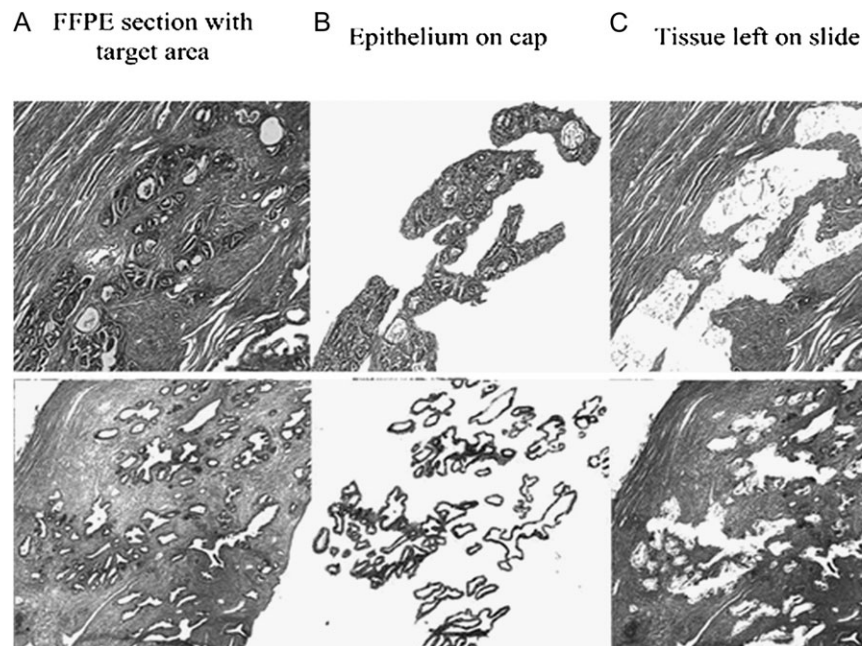 A FFPE section with
target area
B Epithelium on cap
C Tissue left on slide